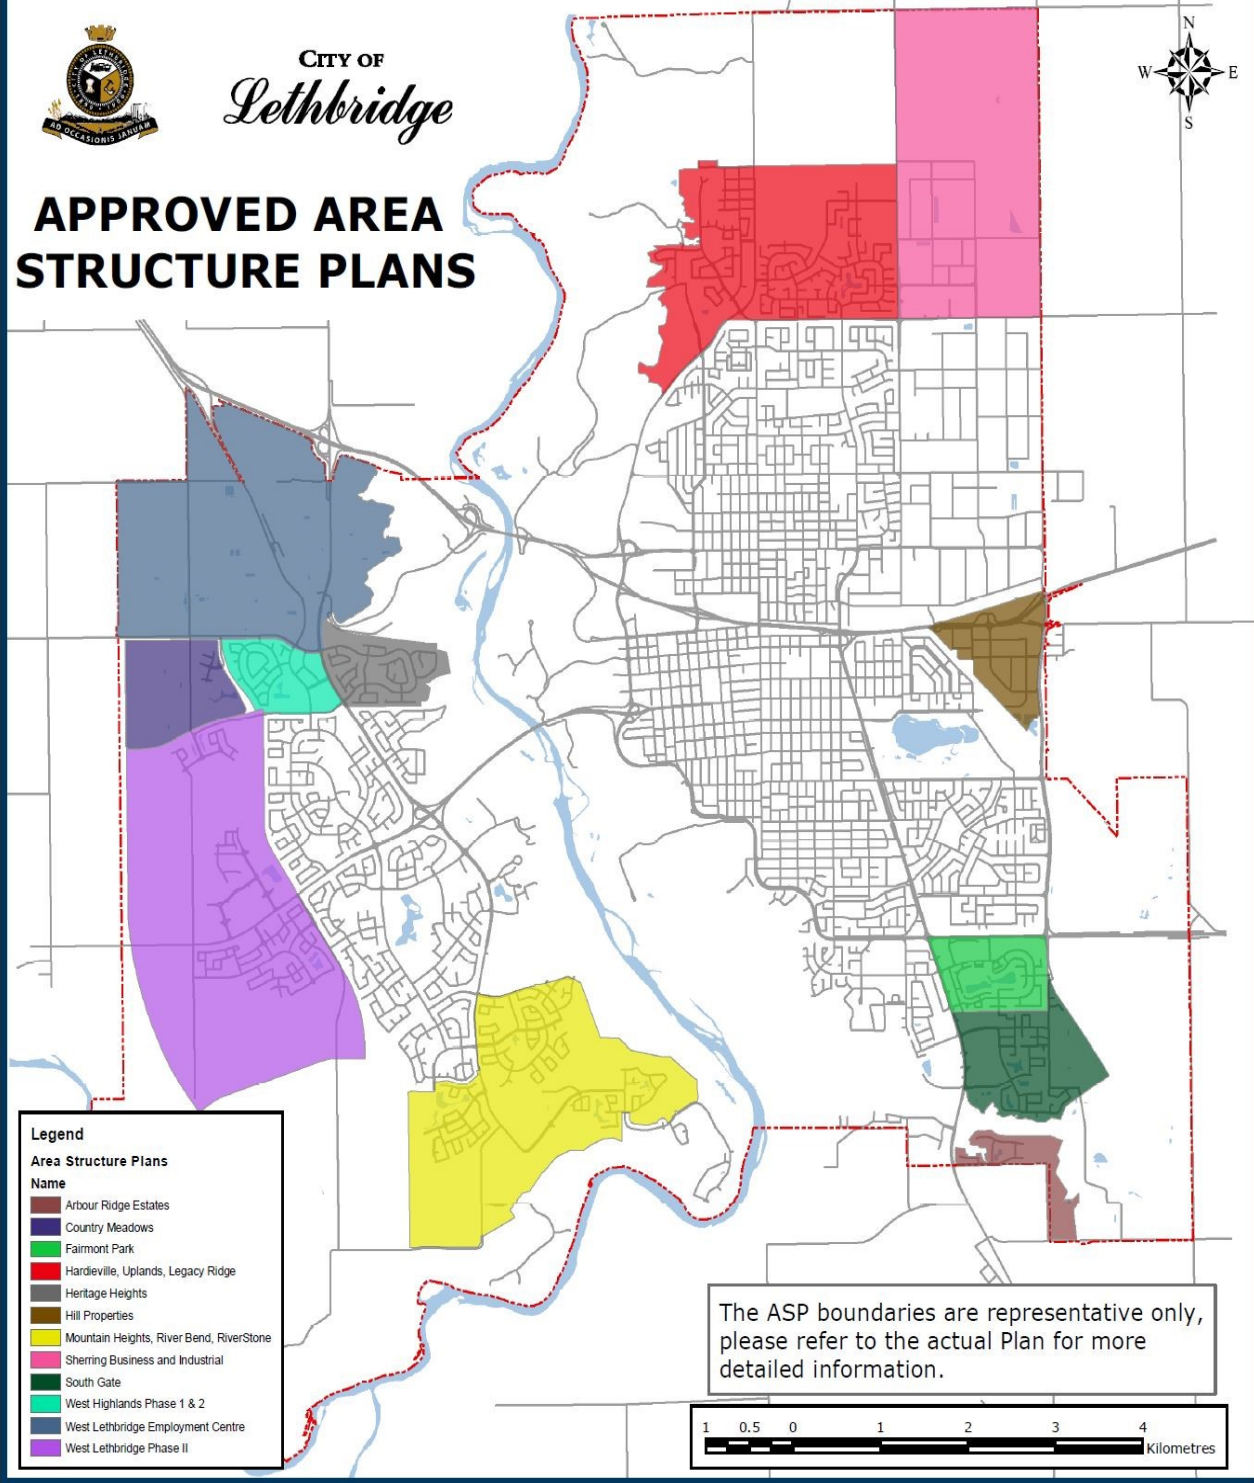 CITY OF
Lethbridge
APPROVED AREA
STRUCTURE PLANS
N
W
E
S
CITY OF LETHBRIDGE
AD OCCASIONIS JANUAM
Legend
Area Structure Plans
Name
Arbour Ridge Estates
Country Meadows
Fairmont Park
Hardieville, Uplands, Legacy Ridge
Heritage Heights
Hill Properties
Mountain Heights, River Bend, RiverStone
Sherring Business and Industrial
South Gate
West Highlands Phase 1 & 2
West Lethbridge Employment Centre
West Lethbridge Phase II
The ASP boundaries are representative only,
please refer to the actual Plan for more
detailed information.
1 0.5 0 1 2 3 4
Kilometres